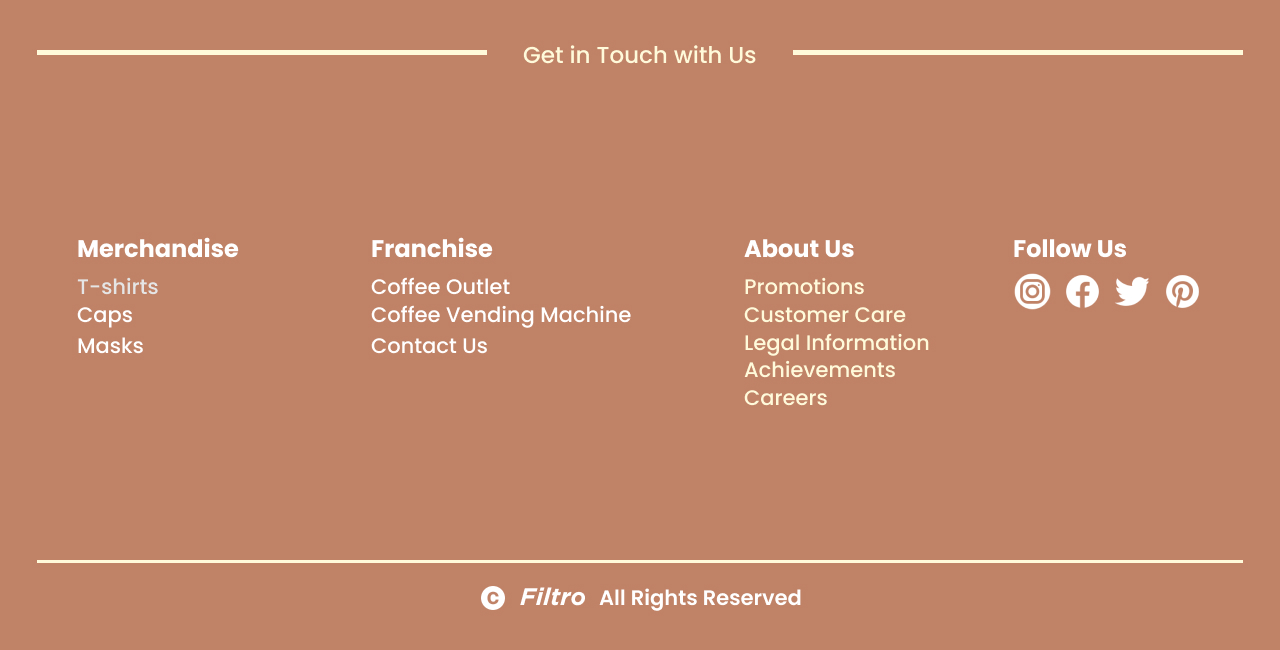 Get in Touch with Us
Merchandise
T-shirts
Caps
Masks
Franchise
Coffee Outlet
Coffee Vending Machine
Contact Us
About Us
Promotions
Customer Care
Legal Information
Achievements
Careers
Follow Us
© Filtro All Rights Reserved